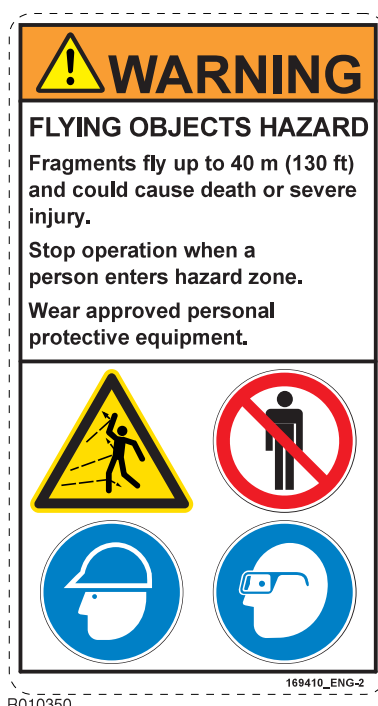 WARNING
FLYING OBJECTS HAZARD
Fragments fly up to 40 m (130 ft)
and could cause death or severe
injury.
Stop operation when a
person enters hazard zone.
Wear approved personal
protective equipment.
169410_ENG-2
R010350